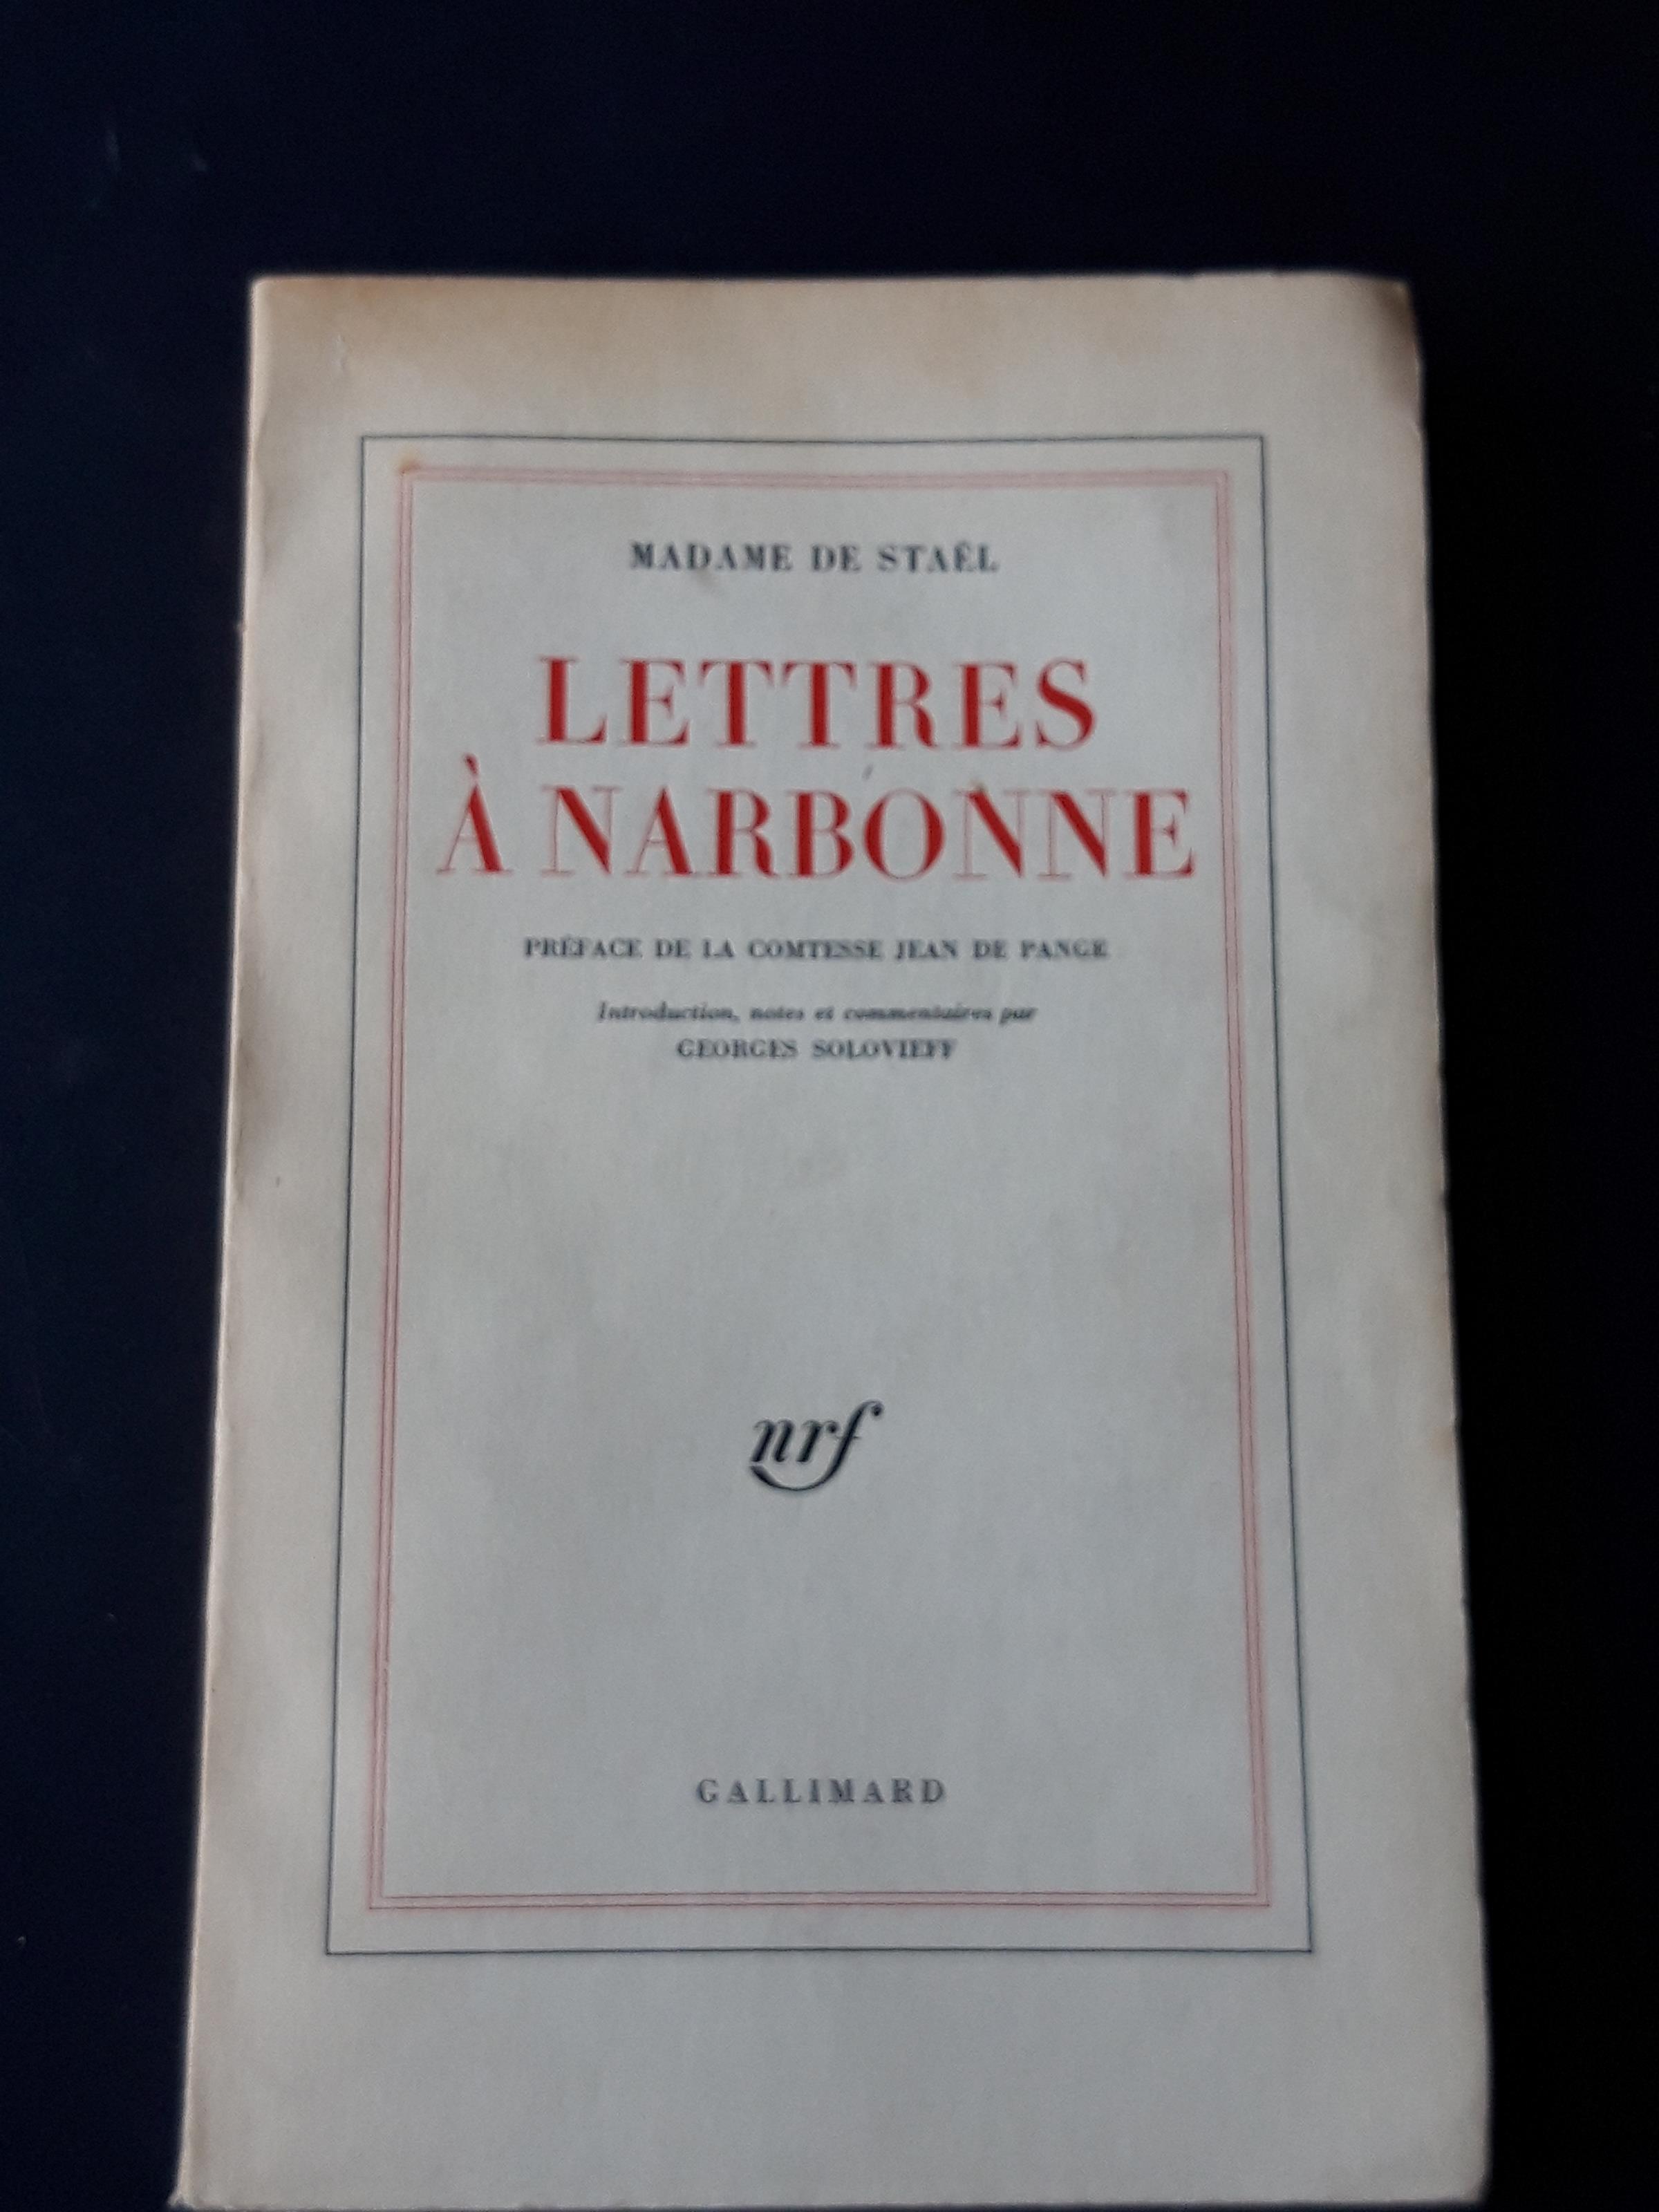 MADAME DE STAËL
LETTRES
À NARBONNE
PRÉFACE DE LA COMTESSE JEAN DE PANGE
Introduction, notes et commentaires par
GEORGES SOLOVIEFF
nrf
GALLIMARD